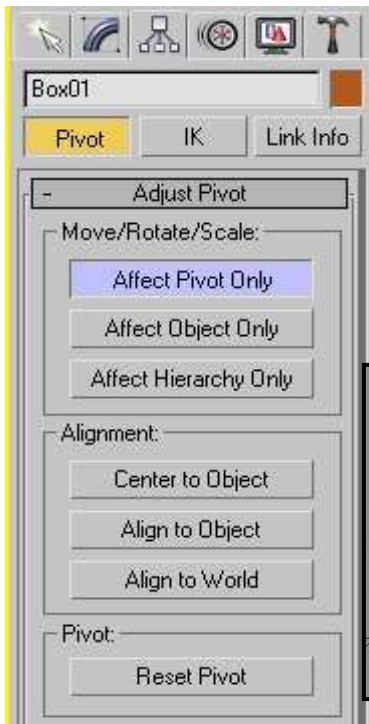 Box01
Pivot IK Link Info
- Adjust Pivot
Move/Rotate/Scale:
Affect Pivot Only
Affect Object Only
Affect Hierarchy Only
Alignment:
Center to Object
Align to Object
Align to World
Pivot:
Reset Pivot